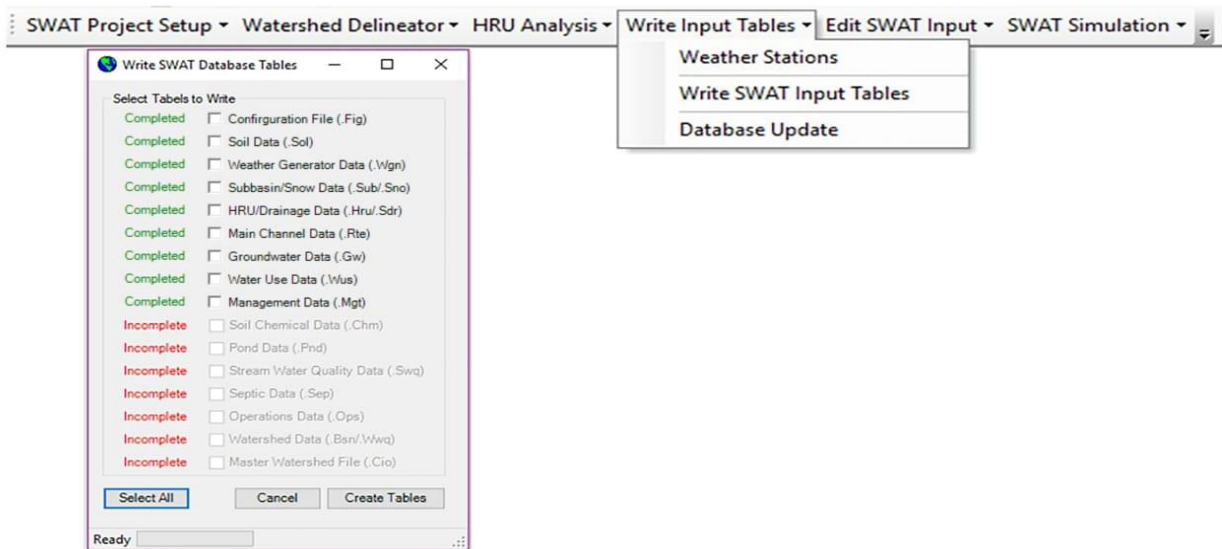 SWAT Project Setup Watershed Delineator HRU Analysis Write Input Tables Edit SWAT Input SWAT Simulation
Weather Stations
Write SWAT Input Tables
Database Update
Write SWAT Database Tables
Select Tabels to Write
Completed Confirguration File (.Fig)
Completed Soil Data (.Sol)
Completed Weather Generator Data (.Wgn)
Completed Subbasin/Snow Data (.Sub/.Sno)
Completed HRU/Drainage Data (.Hru/.Sdr)
Completed Main Channel Data (.Rte)
Completed Groundwater Data (.Gw)
Completed Water Use Data (.Wus)
Completed Management Data (.Mgt)
Incomplete Soil Chemical Data (.Chm)
Incomplete Pond Data (.Pnd)
Incomplete Stream Water Quality Data (.Swq)
Incomplete Septic Data (.Sep)
Incomplete Operations Data (.Ops)
Incomplete Watershed Data (.Bsn/.Wwq)
Incomplete Master Watershed File (.Cio)
Select All Cancel Create Tables
Ready